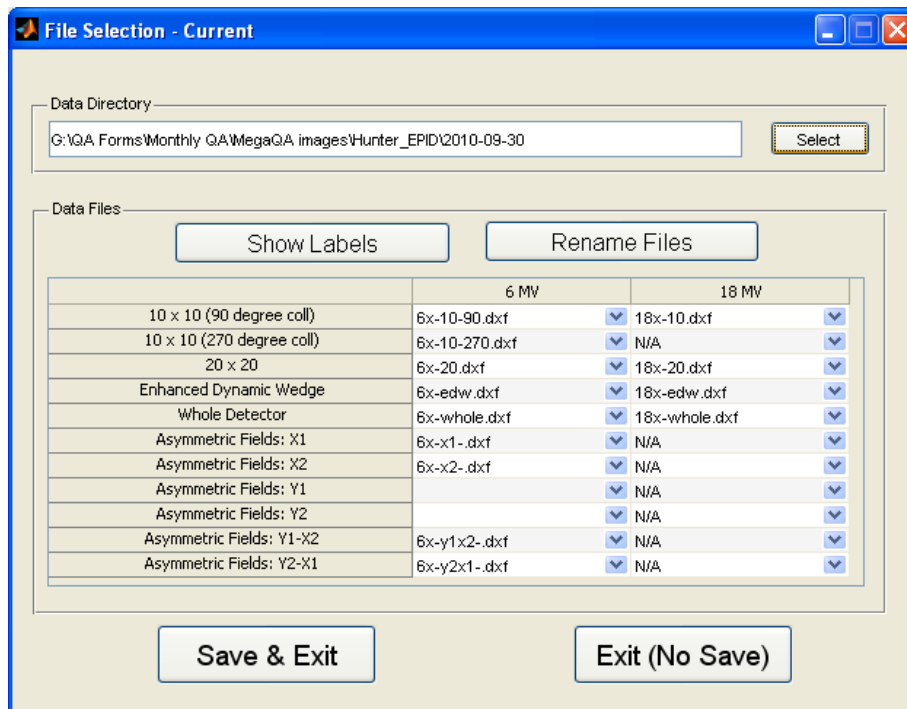 File Selection - Current
Data Directory
G:\QA Forms\Monthly QA\MegaQA images\Hunter_EPID\2010-09-30 Select
Data Files
Show Labels Rename Files
6 MV 18 MV
10 x 10 (90 degree coll) 6x-10-90.dxf 18x-10.dxf
10 x 10 (270 degree coll) 6x-10-270.dxf N/A
20 x 20 6x-20.dxf 18x-20.dxf
Enhanced Dynamic Wedge 6x-edw.dxf 18x-edw.dxf
Whole Detector 6x-whole.dxf 18x-whole.dxf
Asymmetric Fields: X1 6x-x1-.dxf N/A
Asymmetric Fields: X2 6x-x2-.dxf N/A
Asymmetric Fields: Y1 N/A
Asymmetric Fields: Y2 N/A
Asymmetric Fields: Y1-X2 6x-y1x2-.dxf N/A
Asymmetric Fields: Y2-X1 6x-y2x1-.dxf N/A
Save & Exit Exit (No Save)